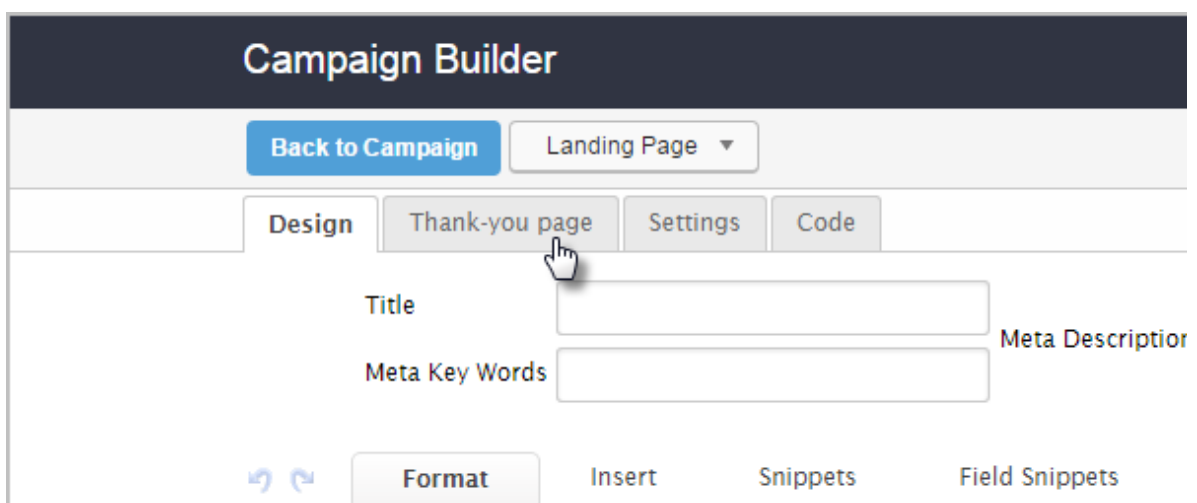 Campaign Builder
Back to Campaign Landing Page
Design Thank-you page Settings Code
Title
Meta Description
Meta Key Words
Format Insert Snippets Field Snippets